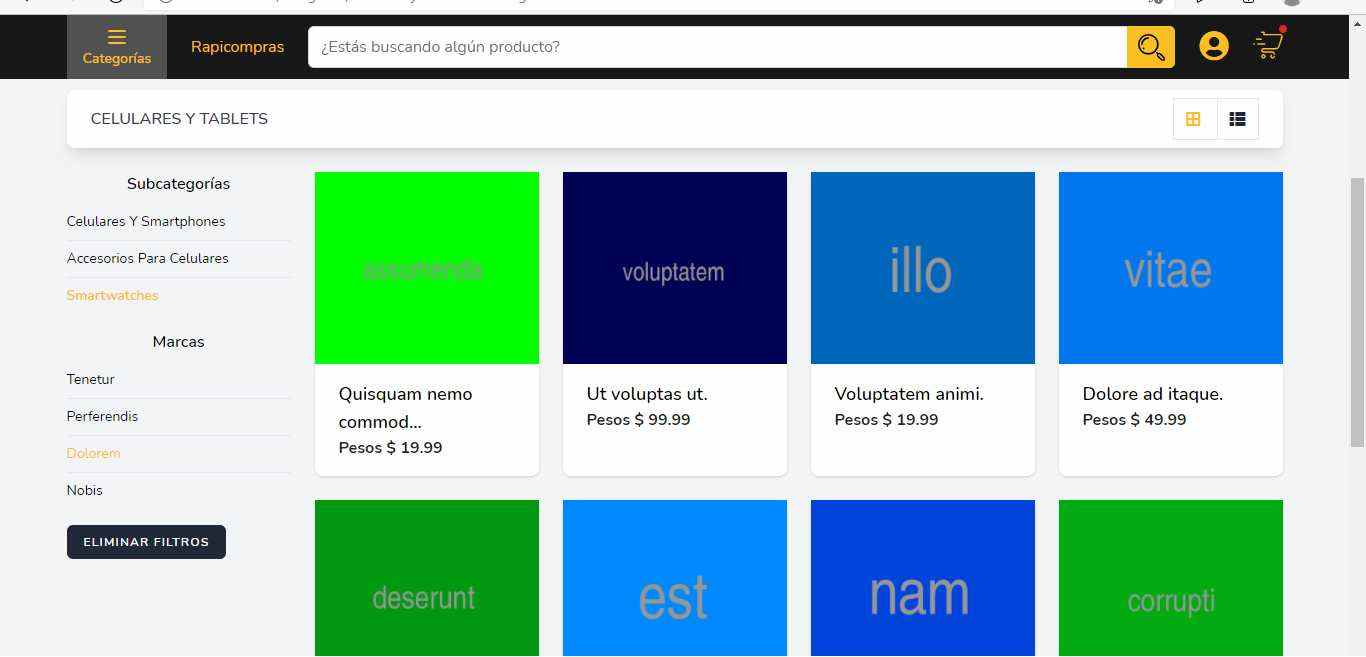 Categorías
Rapicompras
¿Estás buscando algún producto?
CELULARES Y TABLETS
Subcategorías
Celulares Y Smartphones
Accesorios Para Celulares
Smartwatches
Marcas
Tenetur
Perferendis
Dolorem
Nobis
ELIMINAR FILTROS
assumenda
voluptatem
illo
vitae
Quisquam nemo
commod...
Pesos $ 19.99
Ut voluptas ut.
Pesos $ 99.99
Voluptatem animi.
Pesos $ 19.99
Dolore ad itaque.
Pesos $ 49.99
deserunt
est
nam
corrupti